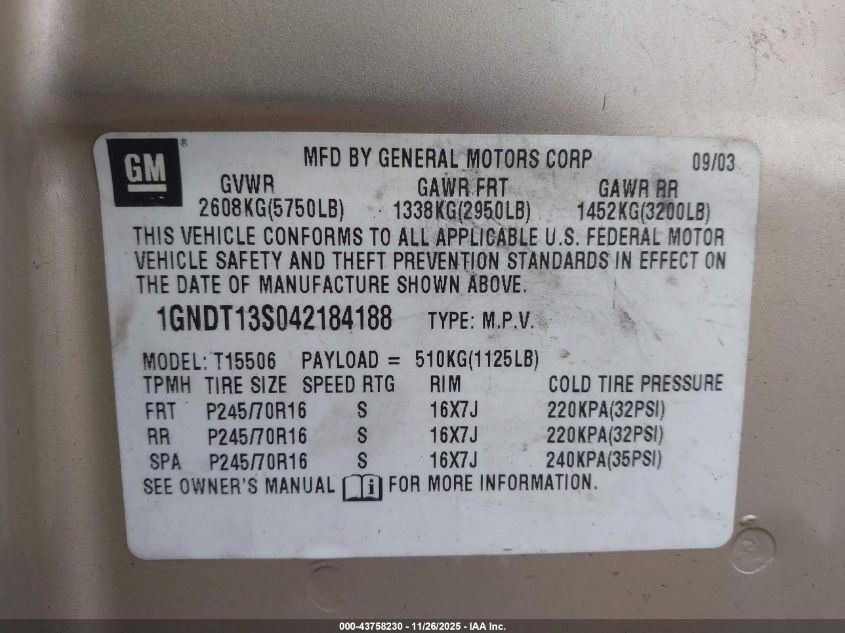 GM
MFD BY GENERAL MOTORS CORP 09/03
GVWR GAWR FRT GAWR RR
2608KG(5750LB) 1338KG(2950LB) 1452KG(3200LB)
THIS VEHICLE CONFORMS TO ALL APPLICABLE U.S. FEDERAL MOTOR
VEHICLE SAFETY AND THEFT PREVENTION STANDARDS IN EFFECT ON
THE DATE OF MANUFACTURE SHOWN ABOVE.
1GNDT13S042184188 TYPE: M.P.V.
MODEL: T15506 PAYLOAD = 510KG(1125LB)
TPMH TIRE SIZE SPEED RTG RIM COLD TIRE PRESSURE
FRT P245/70R16 S 16X7J 220KPA(32PSI)
RR P245/70R16 S 16X7J 220KPA(32PSI)
SPA P245/70R16 S 16X7J 240KPA(35PSI)
SEE OWNER'S MANUAL i FOR MORE INFORMATION.
000-43758230 - 11/26/2025 - IAA Inc.